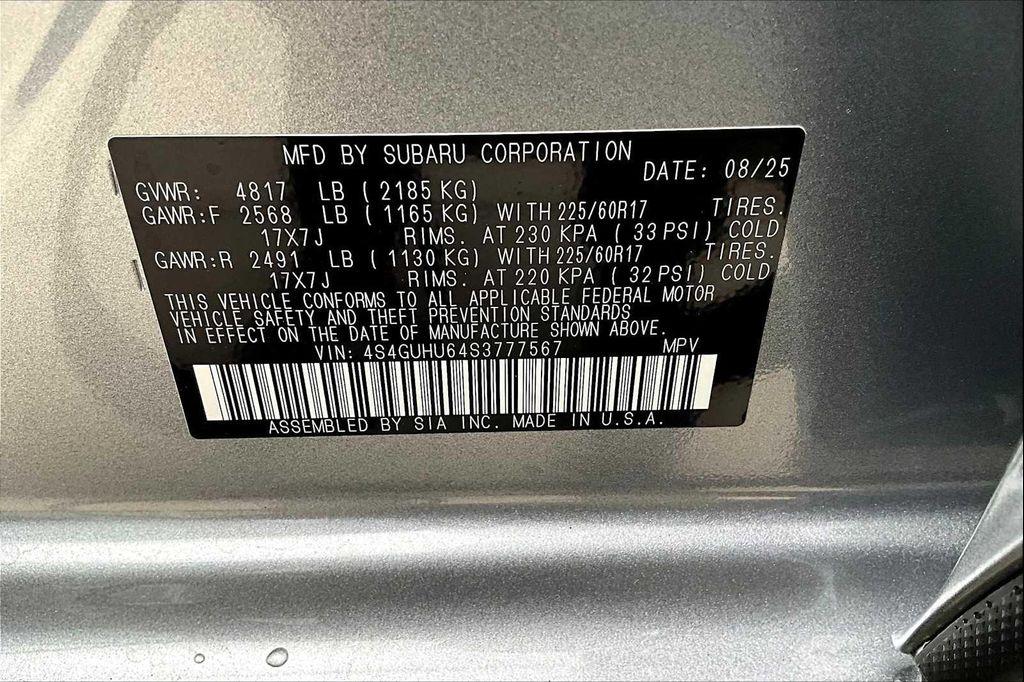 MFD BY SUBARU CORPORATION DATE: 08/25
GVWR: 4817 LB ( 2185 KG)
GAWR:F 2568 LB ( 1165 KG) WITH 225/60R17 TIRES.
17X7J RIMS. AT 230 KPA ( 33 PSI) COLD
GAWR:R 2491 LB ( 1130 KG) WITH 225/60R17 TIRES.
17X7J RIMS. AT 220 KPA ( 32 PSI) COLD.
THIS VEHICLE CONFORMS TO ALL APPLICABLE FEDERAL MOTOR
VEHICLE SAFETY AND THEFT PREVENTION STANDARDS
IN EFFECT ON THE DATE OF MANUFACTURE SHOWN ABOVE.
VIN: 4S4GUHU64S3777567 MPV
ASSEMBLED BY SIA INC. MADE IN U.S.A.